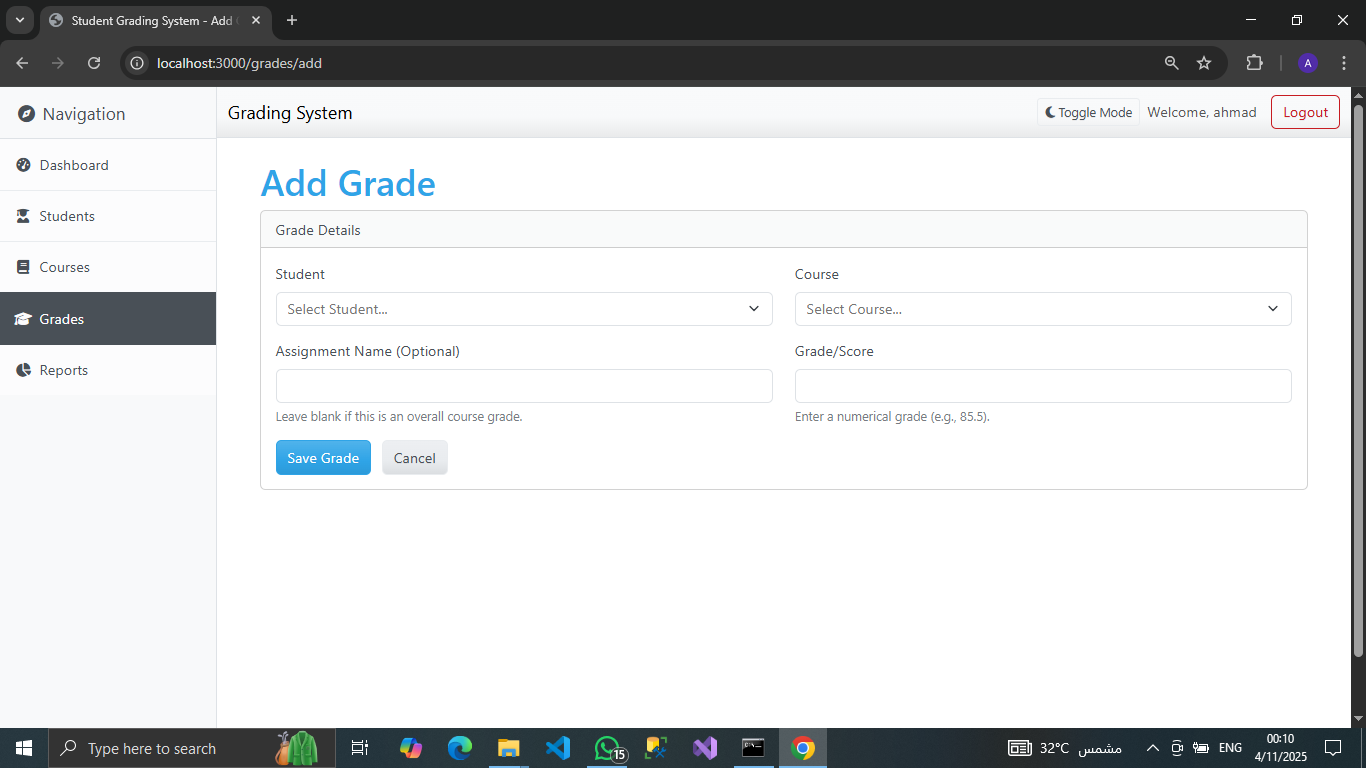 Student Grading System - Add
localhost:3000/grades/add
A
Navigation
Grading System
Toggle Mode
Welcome, ahmad
Logout
Dashboard
Students
Courses
Grades
Reports
Add Grade
Grade Details
Student
Course
Select Student...
Select Course...
Assignment Name (Optional)
Grade/Score
Leave blank if this is an overall course grade.
Enter a numerical grade (e.g., 85.5).
Save Grade
Cancel
Type here to search
15
32°C مشمس
ENG
00:10
4/11/2025